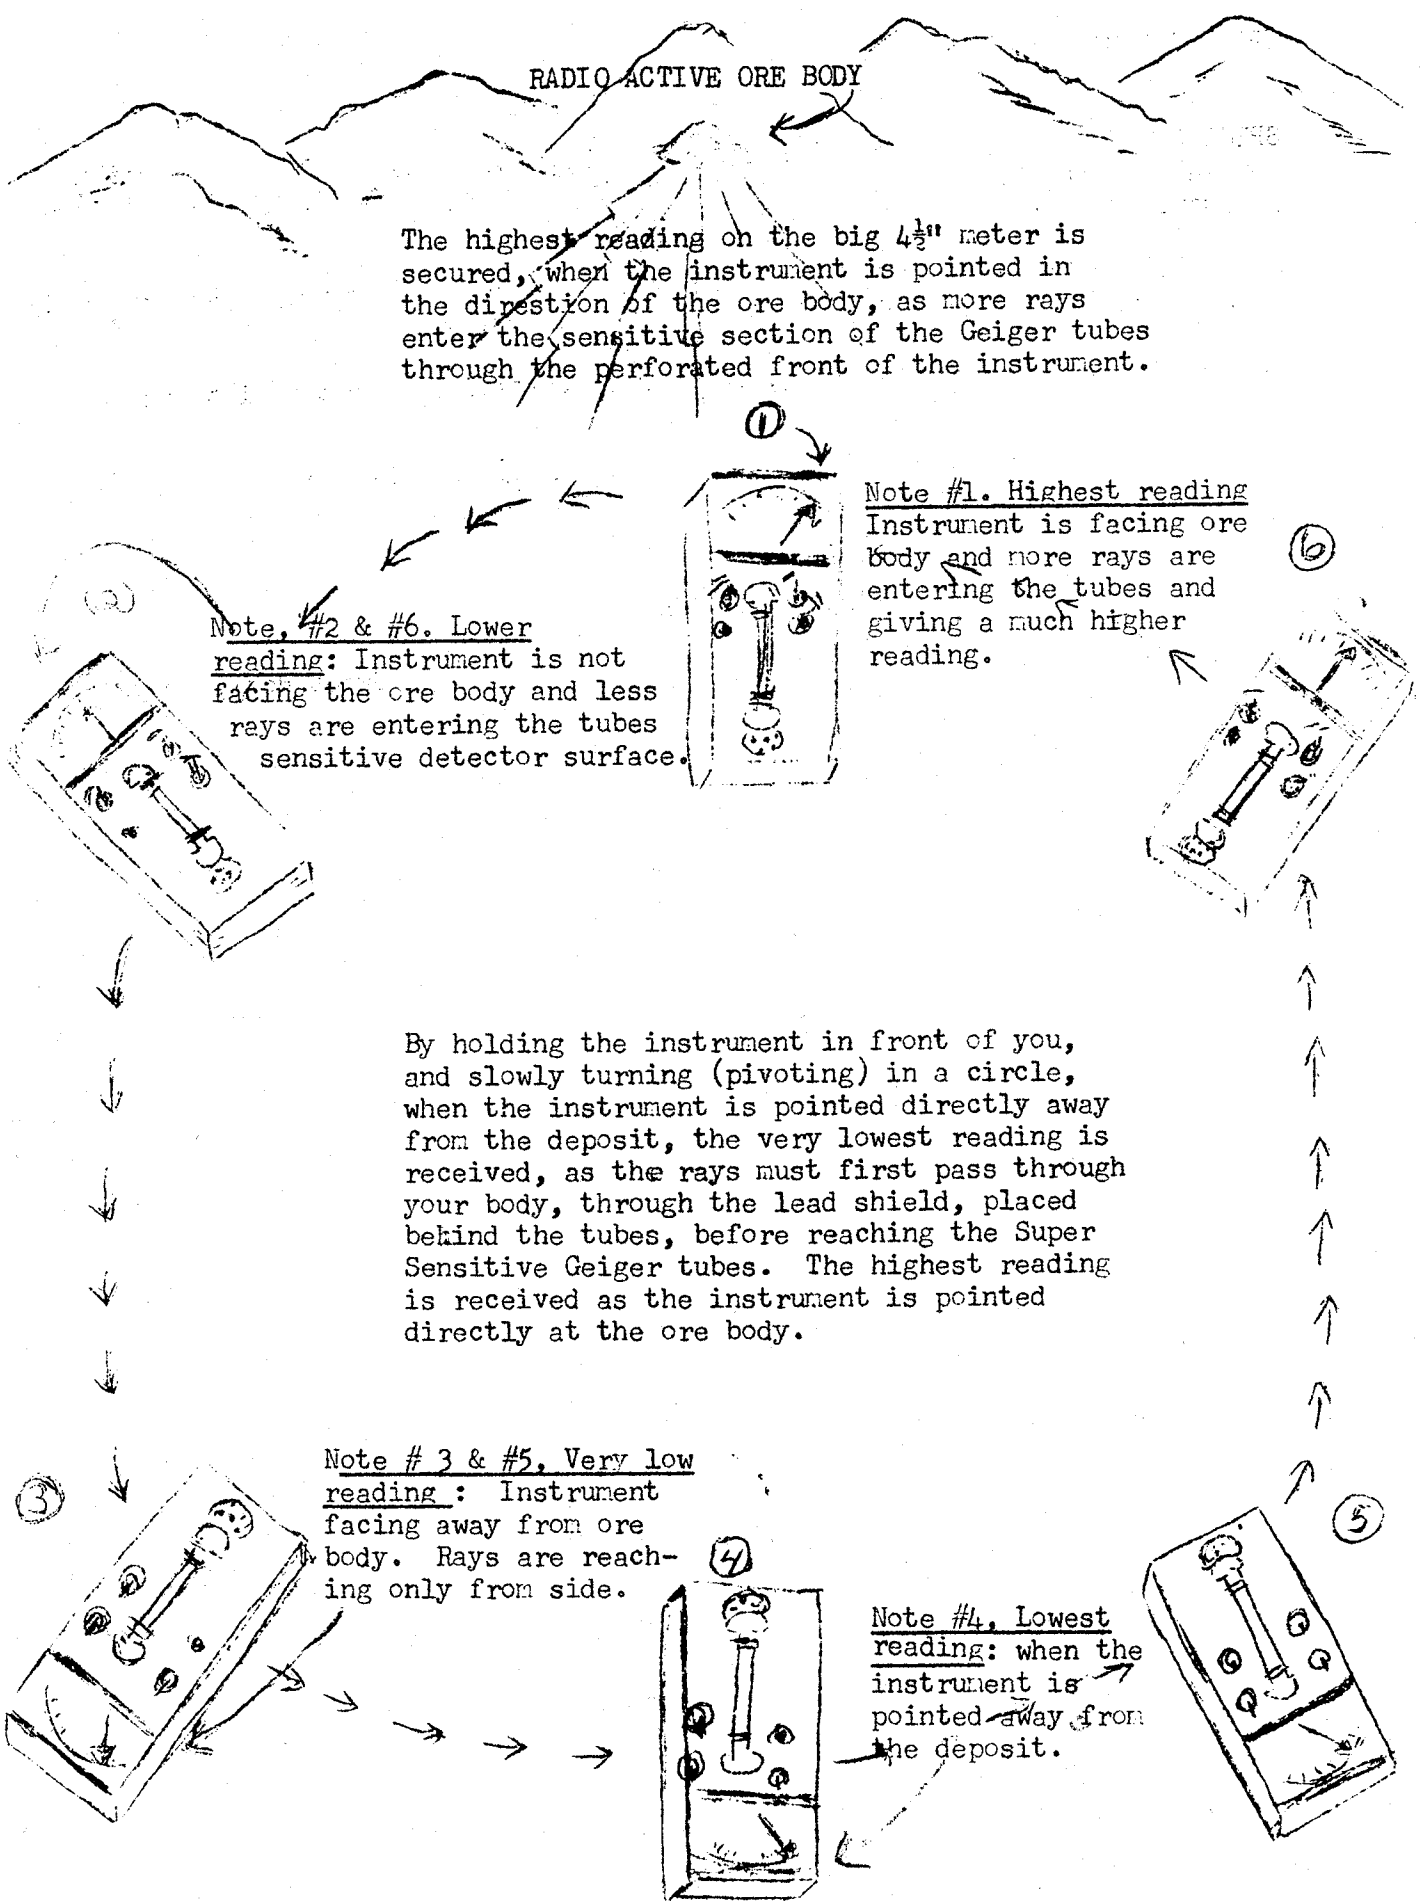 RADIO ACTIVE ORE BODY
The highest reading on the big 4½" meter is
secured, when the instrument is pointed in
the direstion of the ore body, as more rays
enter the sensitive section of the Geiger tubes
through the perforated front of the instrument.
1
Note #1. Highest reading
Instrument is facing ore
body and more rays are
entering the tubes and
giving a much higher
reading.
6
2
Note, #2 & #6. Lower
reading: Instrument is not
facing the ore body and less
rays are entering the tubes
sensitive detector surface.
By holding the instrument in front of you,
and slowly turning (pivoting) in a circle,
when the instrument is pointed directly away
from the deposit, the very lowest reading is
received, as the rays must first pass through
your body, through the lead shield, placed
behind the tubes, before reaching the Super
Sensitive Geiger tubes. The highest reading
is received as the instrument is pointed
directly at the ore body.
3
Note # 3 & #5, Very low
reading : Instrument
facing away from ore
body. Rays are reach-
ing only from side.
4
5
Note #4, Lowest
reading: when the
instrument is
pointed away from
the deposit.